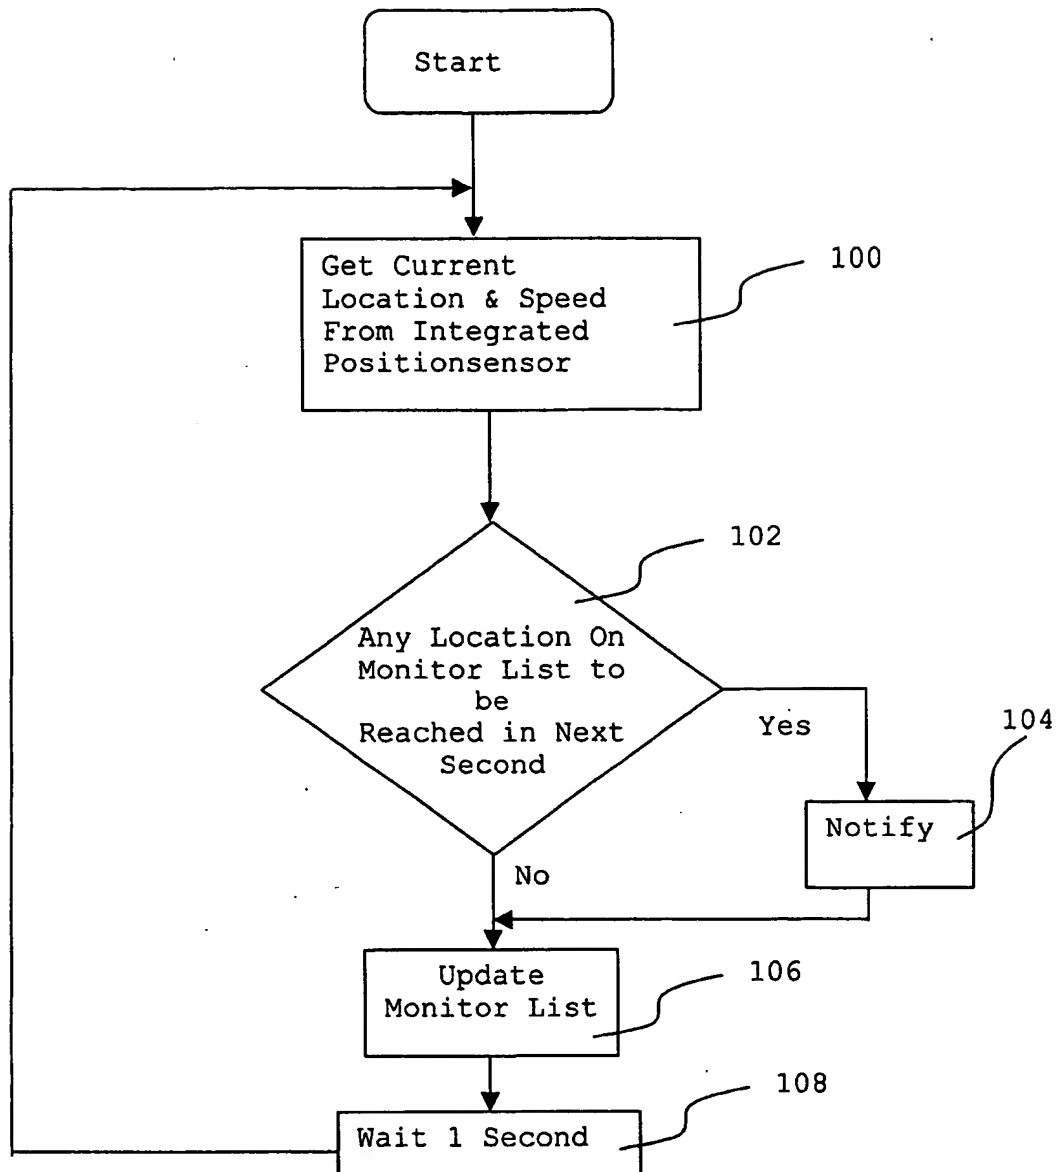 Start
Get Current
Location & Speed
From Integrated
Positionsensor
100
102
Any Location On
Monitor List to
be
Reached in Next
Second
Yes
104
Notify
No
Update
Monitor List
106
108
Wait 1 Second